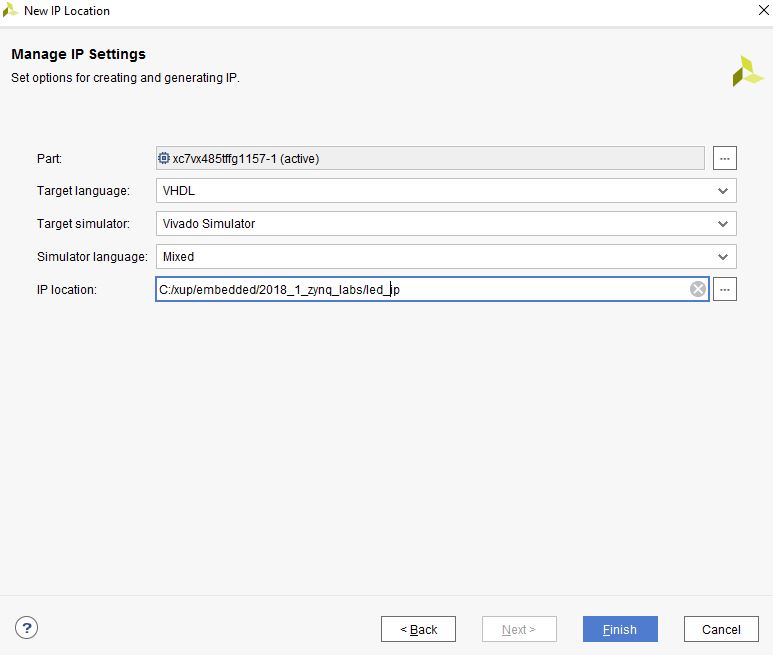 New IP Location
Manage IP Settings
Set options for creating and generating IP.
Part: xc7vx485tffg1157-1 (active) ...
Target language: VHDL
Target simulator: Vivado Simulator
Simulator language: Mixed
IP location: C:/xup/embedded/2018_1_zynq_labs/led_ip ...
? < Back Next > Finish Cancel